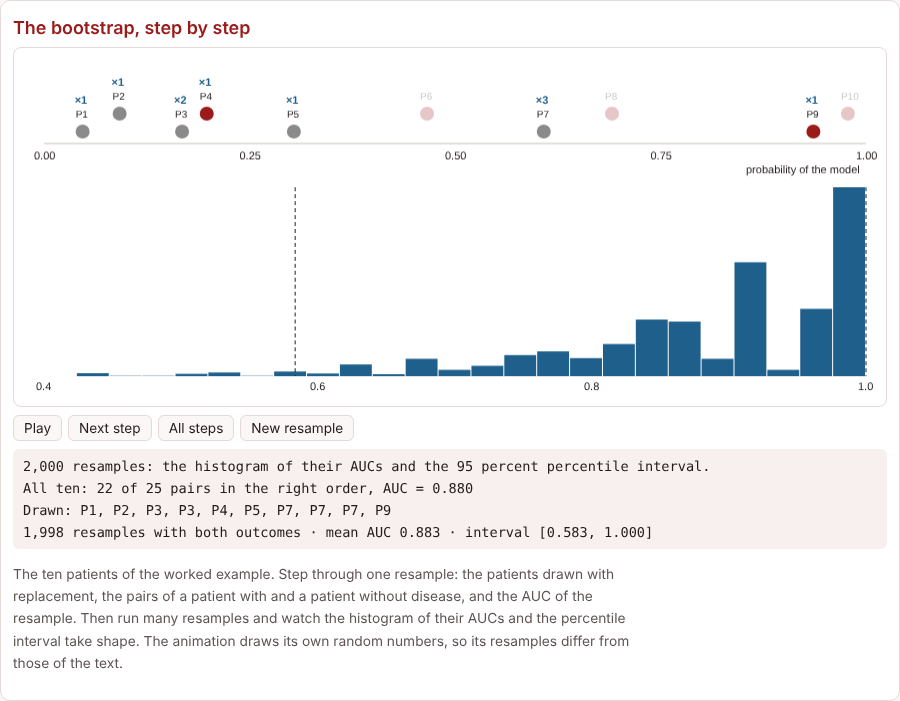 The bootstrap, step by step
×1 ×1
P2 P4
×1 ×2 ×1 P6 ×3 P8 ×1 P10
P1 P3 P5 P7 P9
0.00 0.25 0.50 0.75 1.00
probability of the model
0.4 0.6 0.8 1.0
Play Next step All steps New resample
2,000 resamples: the histogram of their AUCs and the 95 percent percentile interval.
All ten: 22 of 25 pairs in the right order, AUC = 0.880
Drawn: P1, P2, P3, P3, P4, P5, P7, P7, P7, P9
1,998 resamples with both outcomes · mean AUC 0.883 · interval [0.583, 1.000]
The ten patients of the worked example. Step through one resample: the patients drawn with
replacement, the pairs of a patient with and a patient without disease, and the AUC of the
resample. Then run many resamples and watch the histogram of their AUCs and the percentile
interval take shape. The animation draws its own random numbers, so its resamples differ from
those of the text.